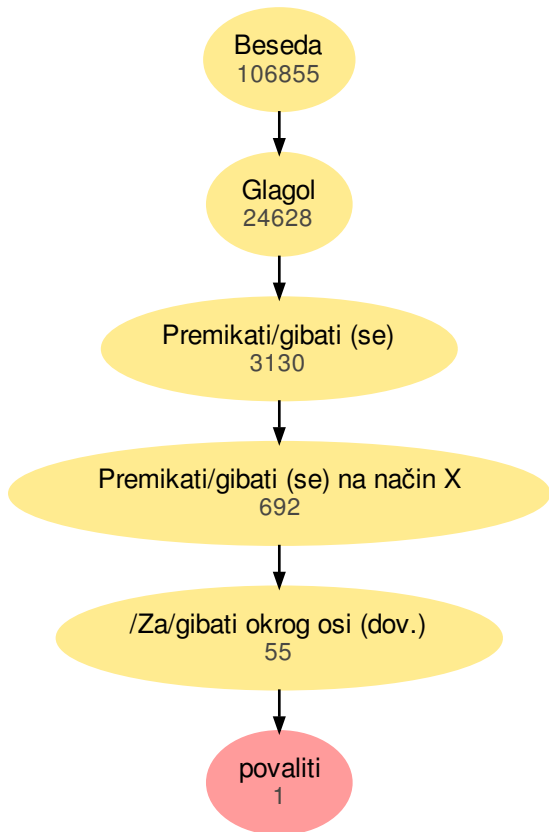 Beseda
106855
Glagol
24628
Premikati/gibati (se)
3130
Premikati/gibati (se) na način X
692
/Za/gibati okrog osi (dov.)
55
povaliti
1